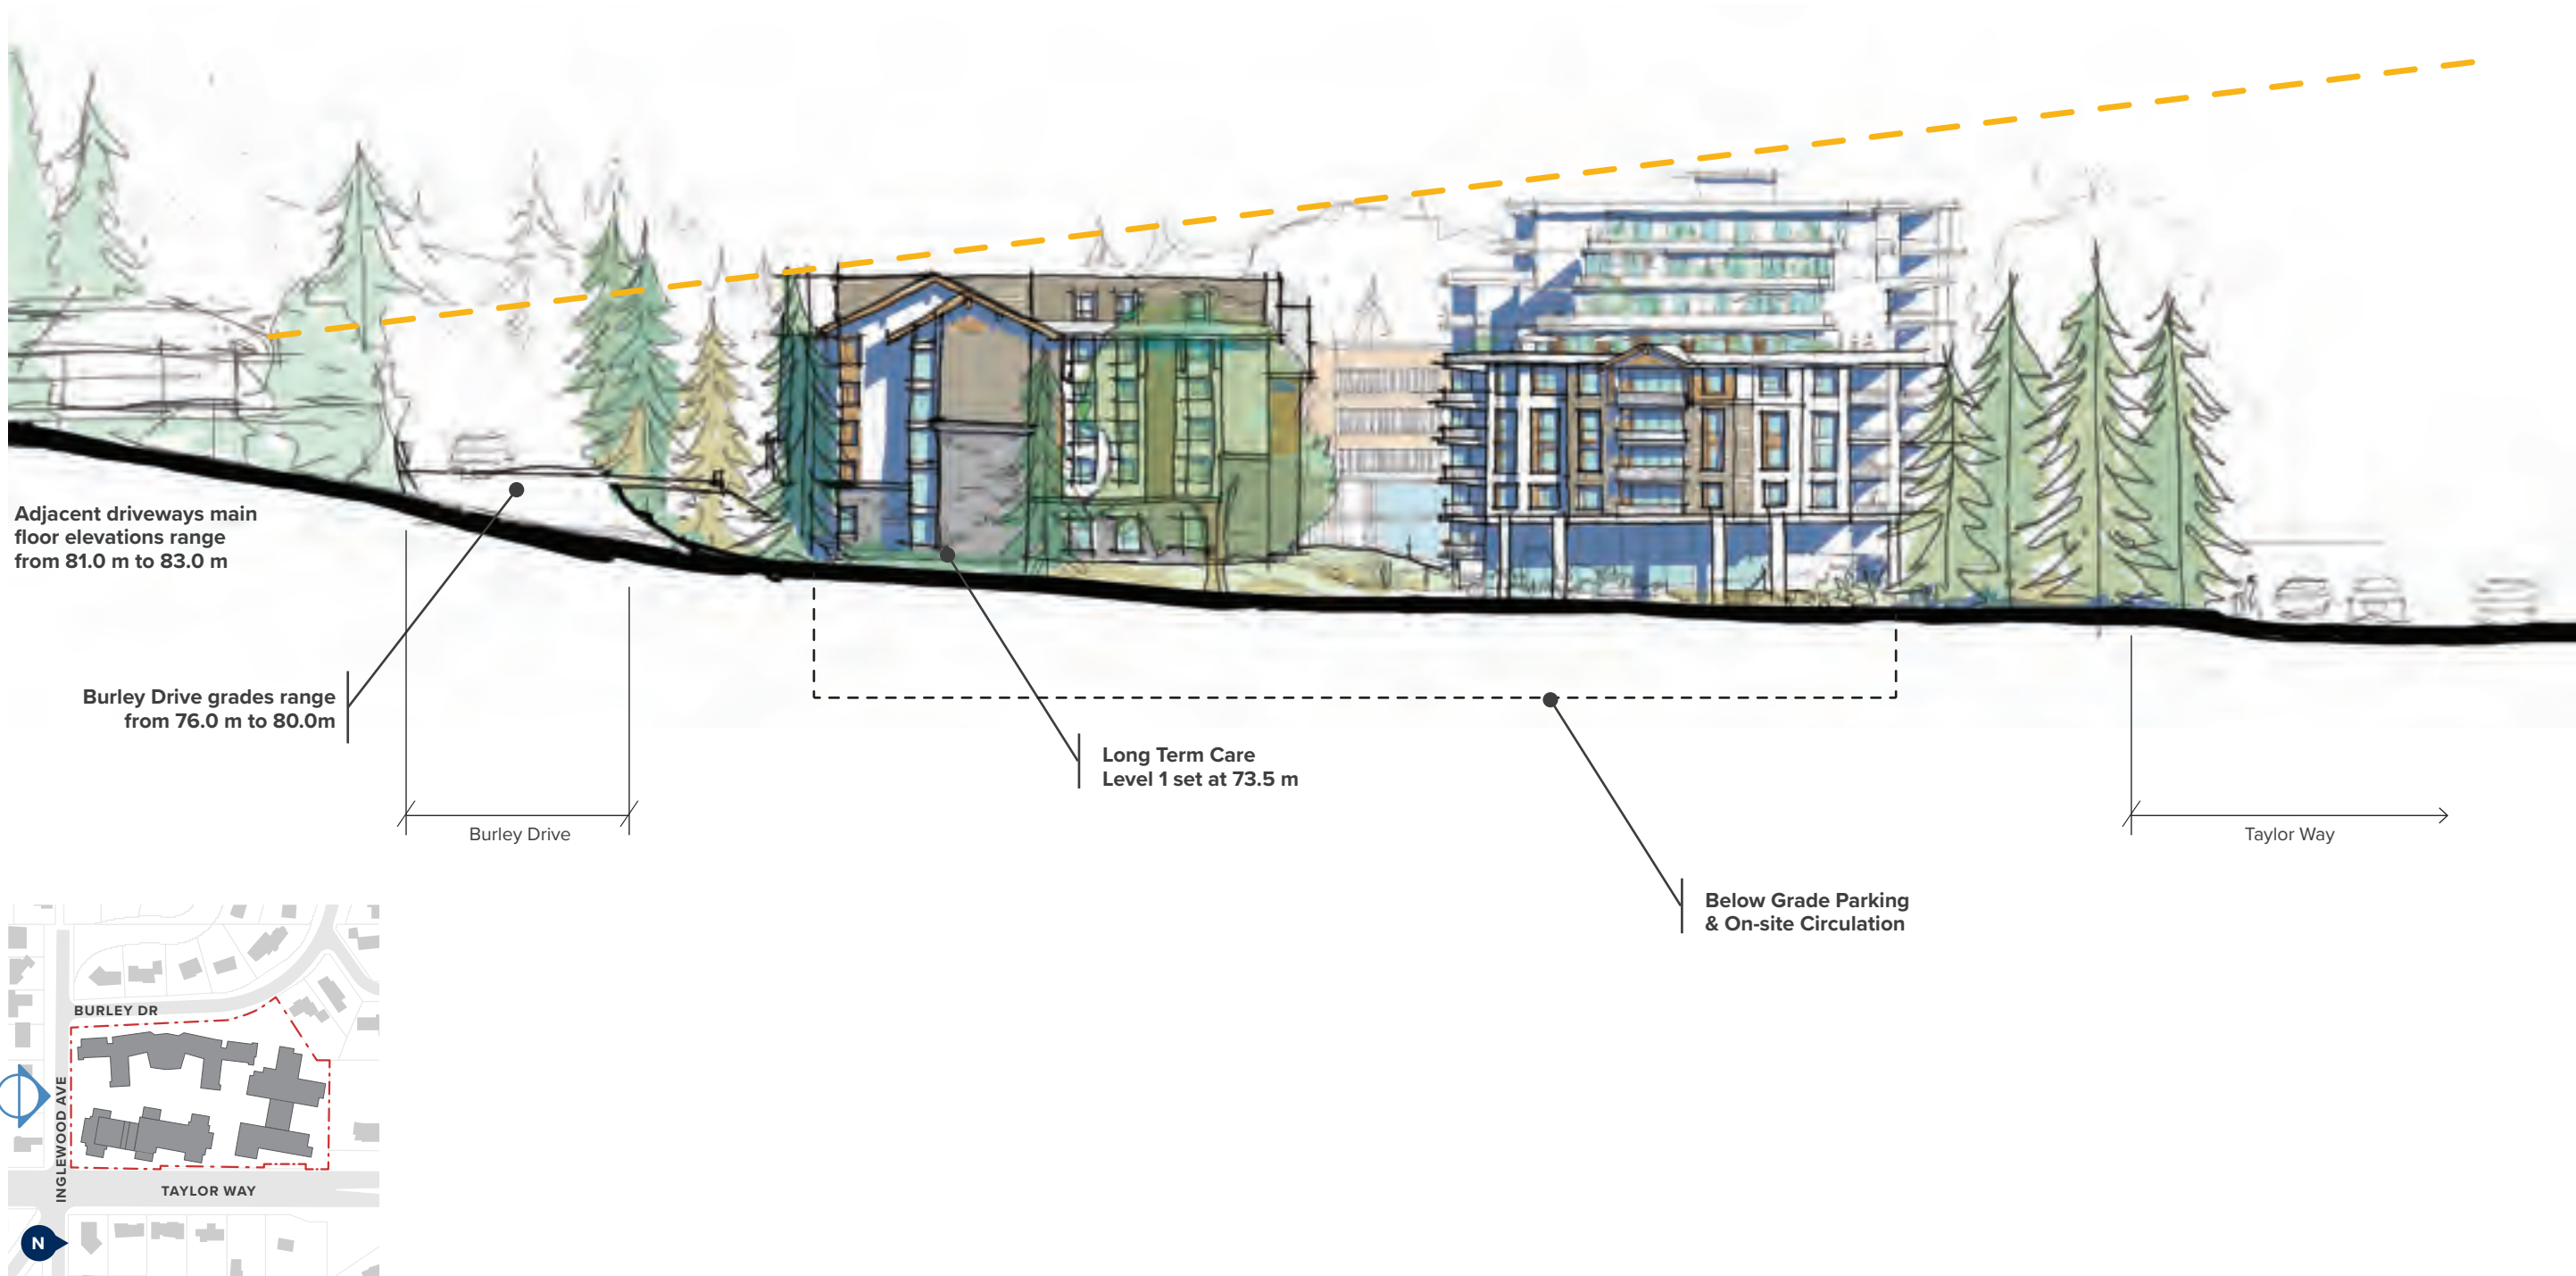 Adjacent driveways main
floor elevations range
from 81.0 m to 83.0 m
Burley Drive grades range
from 76.0 m to 80.0m
Long Term Care
Level 1 set at 73.5 m
Burley Drive
Taylor Way
Below Grade Parking
& On-site Circulation
BURLEY DR
INGLEWOOD AVE
TAYLOR WAY
N